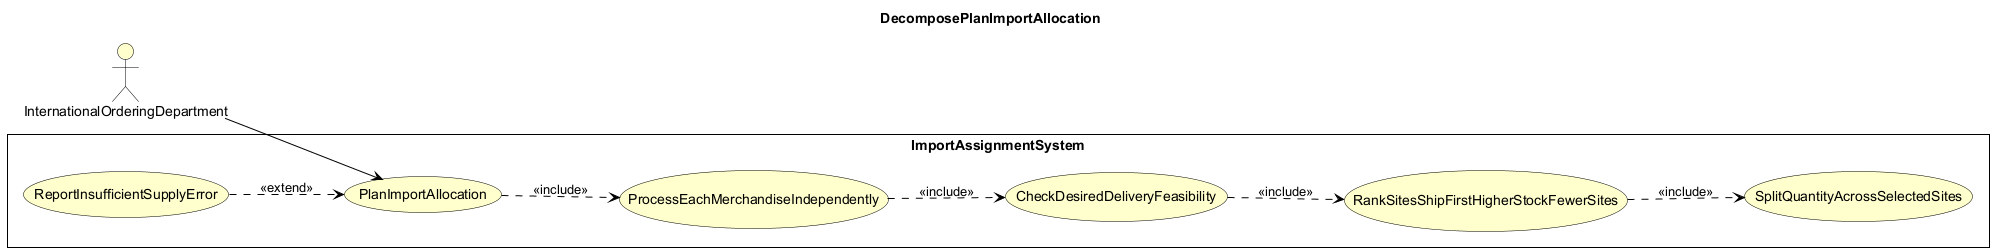 DecomposePlanImportAllocation
InternationalOrderingDepartment
ImportAssignmentSystem
ReportInsufficientSupplyError
«extend»
PlanImportAllocation
«include»
ProcessEachMerchandiseIndependently
«include»
CheckDesiredDeliveryFeasibility
«include»
RankSitesShipFirstHigherStockFewerSites
«include»
SplitQuantityAcrossSelectedSites